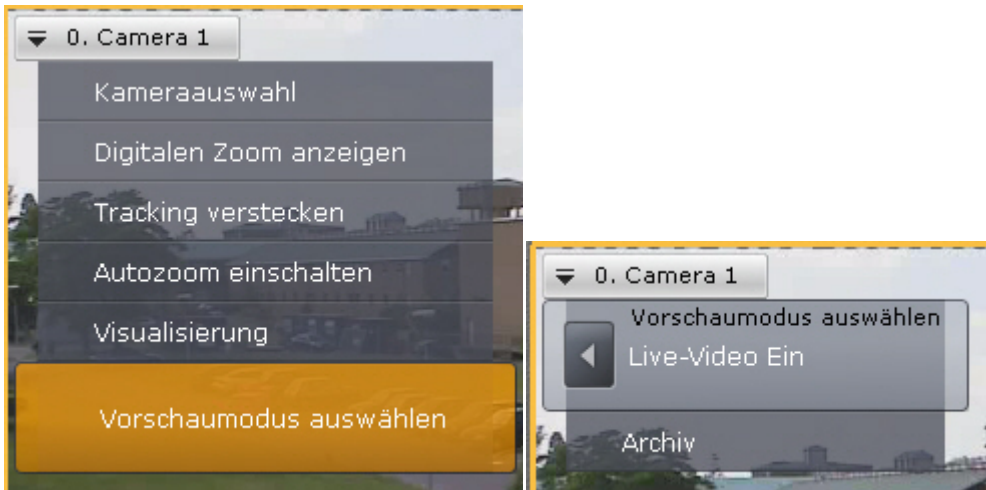 0. Camera 1
Kameraauswahl
Digitalen Zoom anzeigen
Tracking verstecken
Autozoom einschalten
Visualisierung
Vorschaumodus auswählen
0. Camera 1
Vorschaumodus auswählen
Live-Video Ein
Archiv